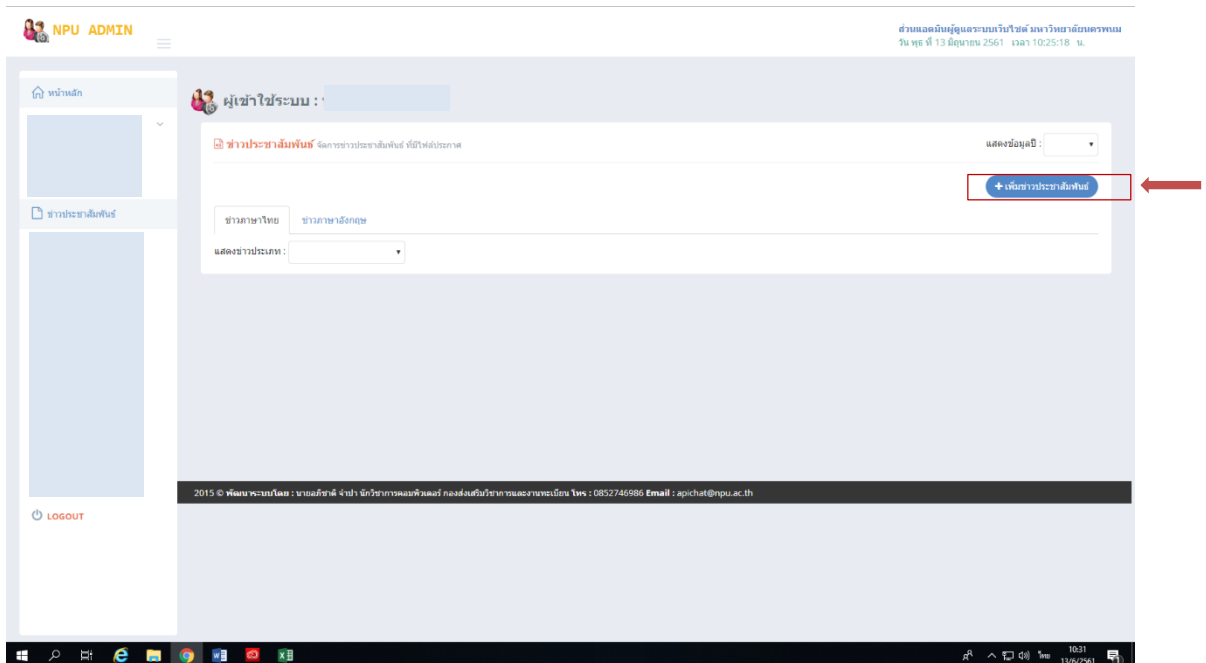 NPU ADMIN
ส่วนแอดมินผู้ดูแลระบบเว็บไซต์ มหาวิทยาลัยนครพนม
วัน พุธ ที่ 13 มิถุนายน 2561 เวลา 10:25:18 น.
หน้าหลัก
ผู้เข้าใช้ระบบ :
ข่าวประชาสัมพันธ์ จัดการข่าวประชาสัมพันธ์ ที่มีไฟล์ประกาศ
แสดงข้อมูลปี :
+ เพิ่มข่าวประชาสัมพันธ์
ข่าวประชาสัมพันธ์
ข่าวภาษาไทย ข่าวภาษาอังกฤษ
แสดงข่าวประเภท :
2015 © พัฒนาระบบโดย : นายอภิชาติ จำปา นักวิชาการคอมพิวเตอร์ กองส่งเสริมวิชาการและงานทะเบียน โทร : 0852746986 Email : apichat@npu.ac.th
LOGOUT
ไทย
10:31
13/6/2561